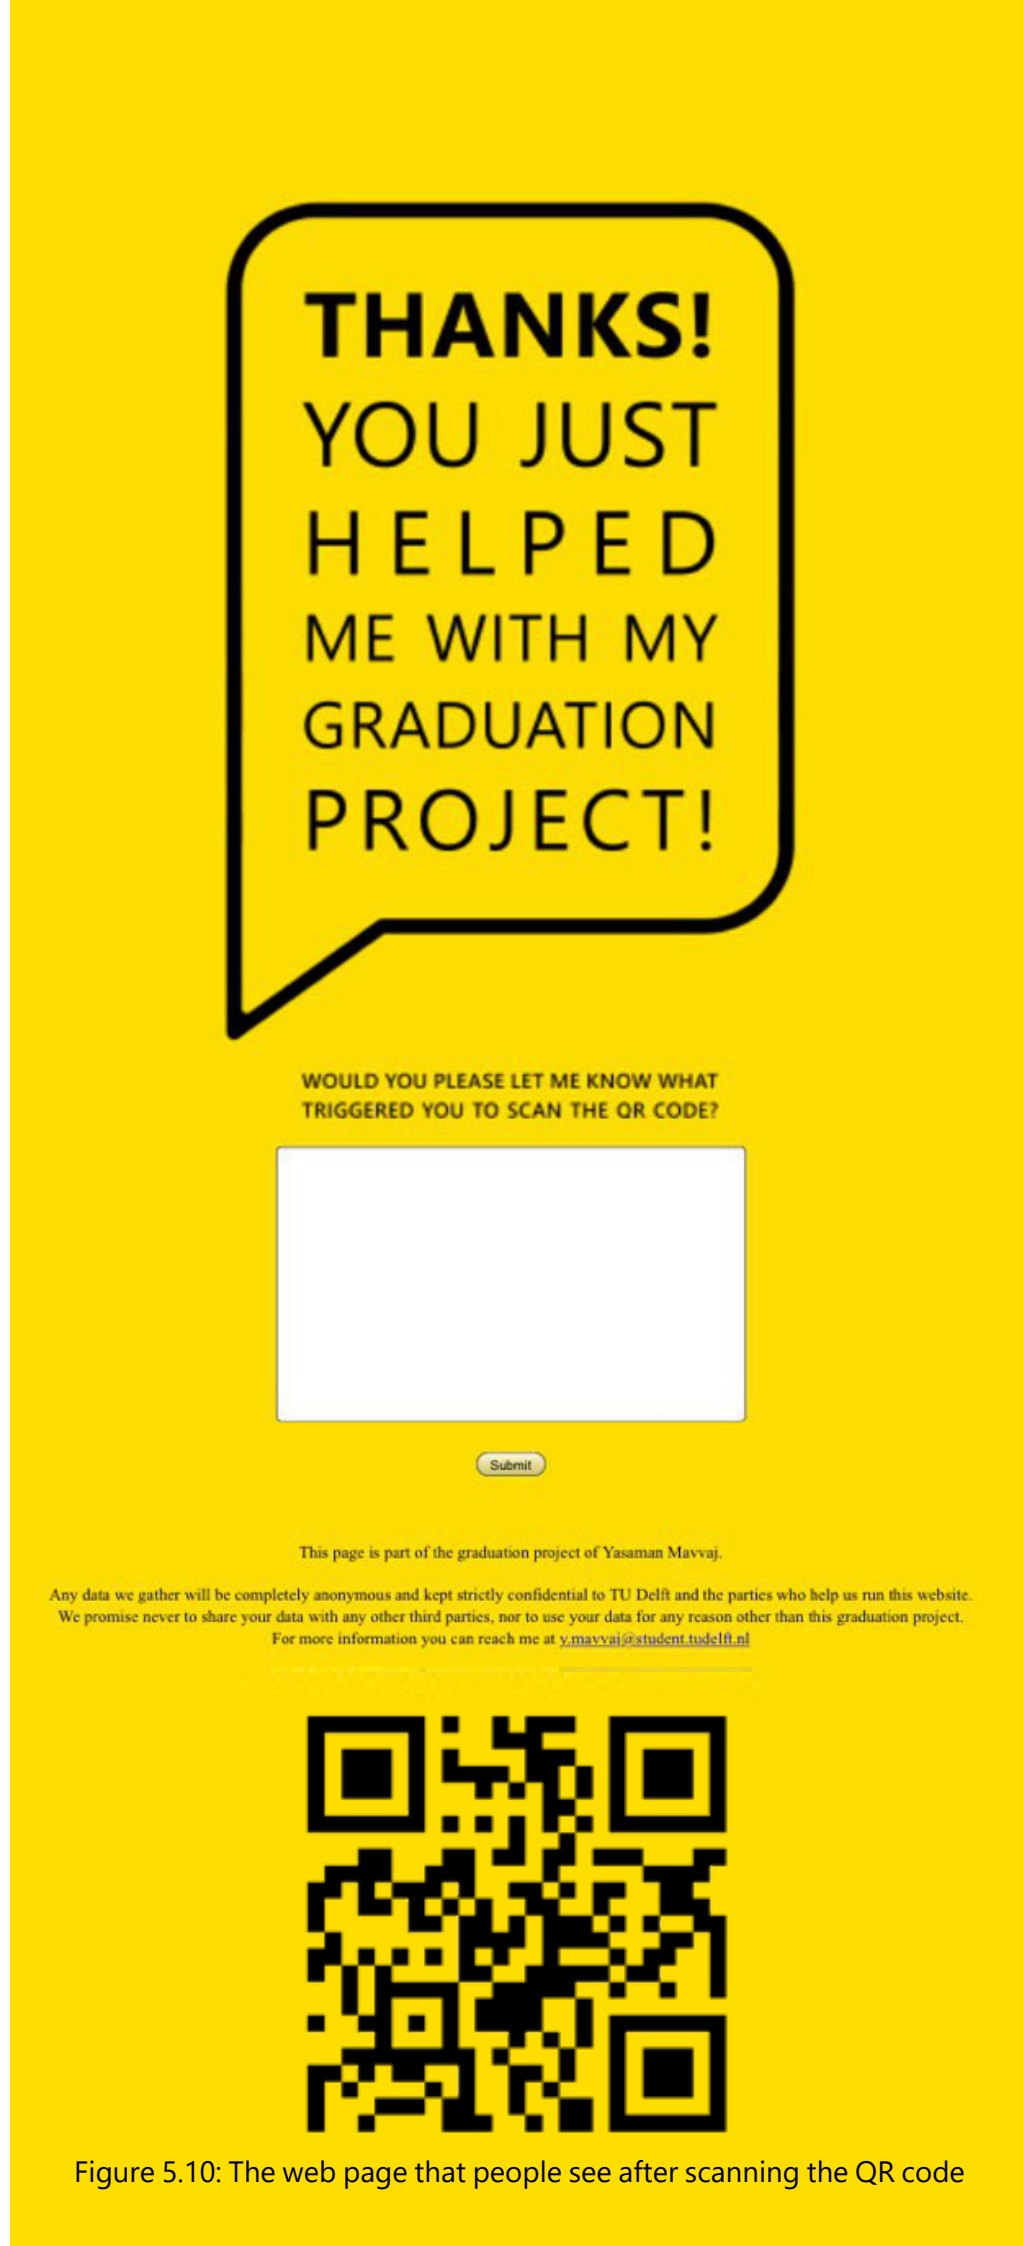 THANKS!
YOU JUST
HELPED
ME WITH MY
GRADUATION
PROJECT!
WOULD YOU PLEASE LET ME KNOW WHAT
TRIGGERED YOU TO SCAN THE QR CODE?
Submit
This page is part of the graduation project of Yasaman Mavvaj.
Any data we gather will be completely anonymous and kept strictly confidential to TU Delft and the parties who help us run this website.
We promise never to share your data with any other third parties, nor to use your data for any reason other than this graduation project.
For more information you can reach me at y.mavvaj@student.tudelft.nl
Figure 5.10: The web page that people see after scanning the QR code